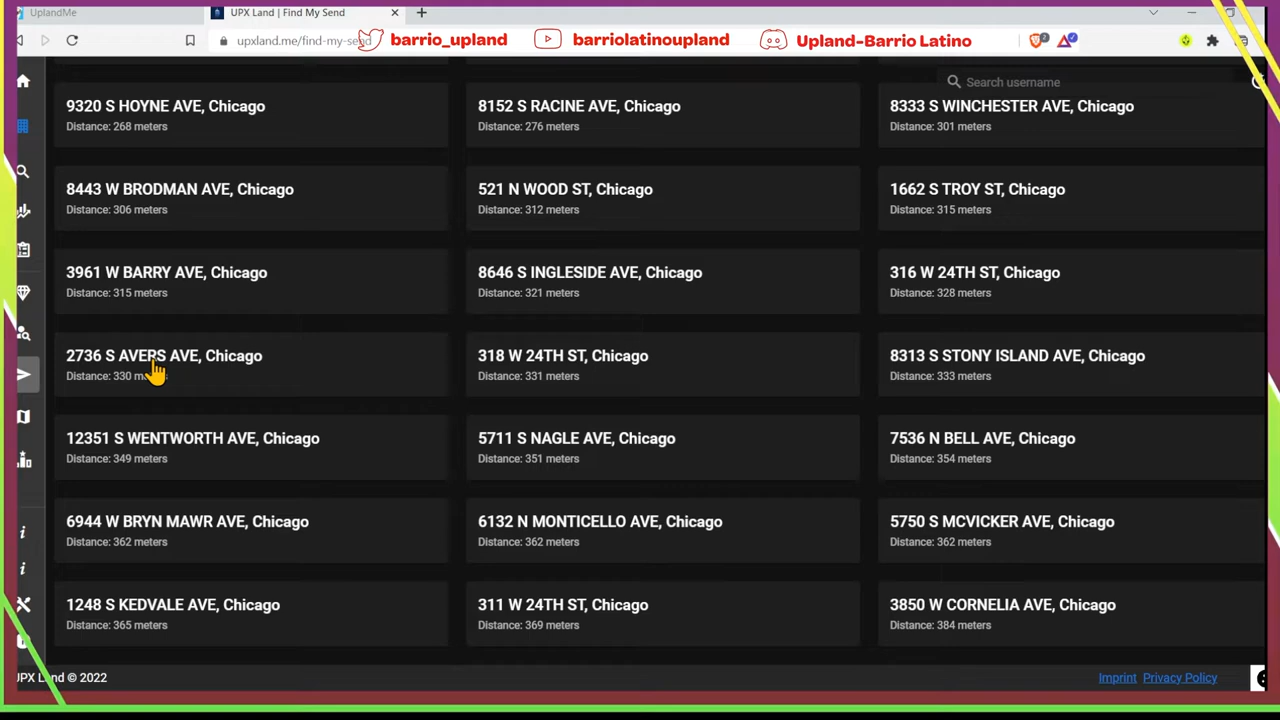 UplandMe
UPX Land | Find My Send
upxland.me/find-my-send
barrio_upland
barriolatinoupland
Upland-Barrio Latino
Search username
9320 S HOYNE AVE, Chicago
Distance: 268 meters
8152 S RACINE AVE, Chicago
Distance: 276 meters
8333 S WINCHESTER AVE, Chicago
Distance: 301 meters
8443 W BRODMAN AVE, Chicago
Distance: 306 meters
521 N WOOD ST, Chicago
Distance: 312 meters
1662 S TROY ST, Chicago
Distance: 315 meters
3961 W BARRY AVE, Chicago
Distance: 315 meters
8646 S INGLESIDE AVE, Chicago
Distance: 321 meters
316 W 24TH ST, Chicago
Distance: 328 meters
2736 S AVERS AVE, Chicago
Distance: 330
318 W 24TH ST, Chicago
Distance: 331 meters
8313 S STONY ISLAND AVE, Chicago
Distance: 333 meters
12351 S WENTWORTH AVE, Chicago
Distance: 349 meters
5711 S NAGLE AVE, Chicago
Distance: 351 meters
7536 N BELL AVE, Chicago
Distance: 354 meters
6944 W BRYN MAWR AVE, Chicago
Distance: 362 meters
6132 N MONTICELLO AVE, Chicago
Distance: 362 meters
5750 S MCVICKER AVE, Chicago
Distance: 362 meters
1248 S KEDVALE AVE, Chicago
Distance: 365 meters
311 W 24TH ST, Chicago
Distance: 369 meters
3850 W CORNELIA AVE, Chicago
Distance: 384 meters
UPX Land © 2022
Imprint Privacy Policy